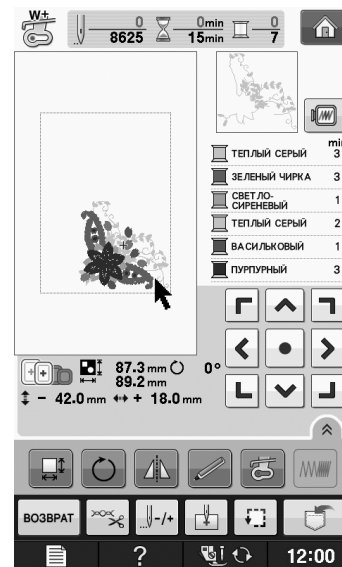 W+
0 0min 0
8625 15min 7
min
ТЕПЛЫЙ СЕРЫЙ 3
ЗЕЛЕНЫЙ ЧИРКА 3
СВЕТЛО-
СИРЕНЕВЫЙ 1
ТЕПЛЫЙ СЕРЫЙ 2
ВАСИЛЬКОВЫЙ 1
ПУРПУРНЫЙ 3
87.3 mm 0°
89.2 mm
- 42.0 mm + 18.0 mm
ВОЗВРАТ -/+
? 12:00